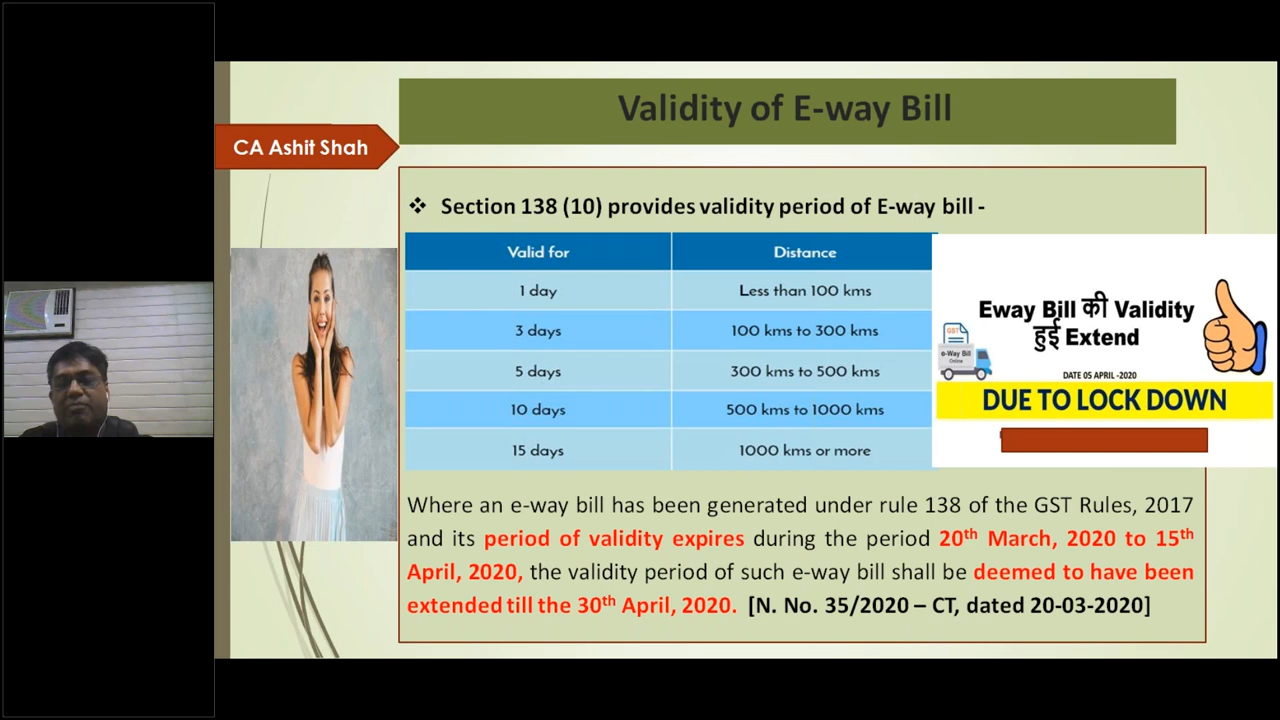 Validity of E-way Bill
CA Ashit Shah
❖ Section 138 (10) provides validity period of E-way bill -
Valid for Distance
1 day Less than 100 kms
3 days 100 kms to 300 kms
5 days 300 kms to 500 kms
10 days 500 kms to 1000 kms
15 days 1000 kms or more
Eway Bill की Validity
हुई Extend
GST
e-Way Bill
Online
DATE 05 APRIL -2020
DUE TO LOCK DOWN
Where an e-way bill has been generated under rule 138 of the GST Rules, 2017
and its period of validity expires during the period 20th March, 2020 to 15th
April, 2020, the validity period of such e-way bill shall be deemed to have been
extended till the 30th April, 2020. [N. No. 35/2020 – CT, dated 20-03-2020]